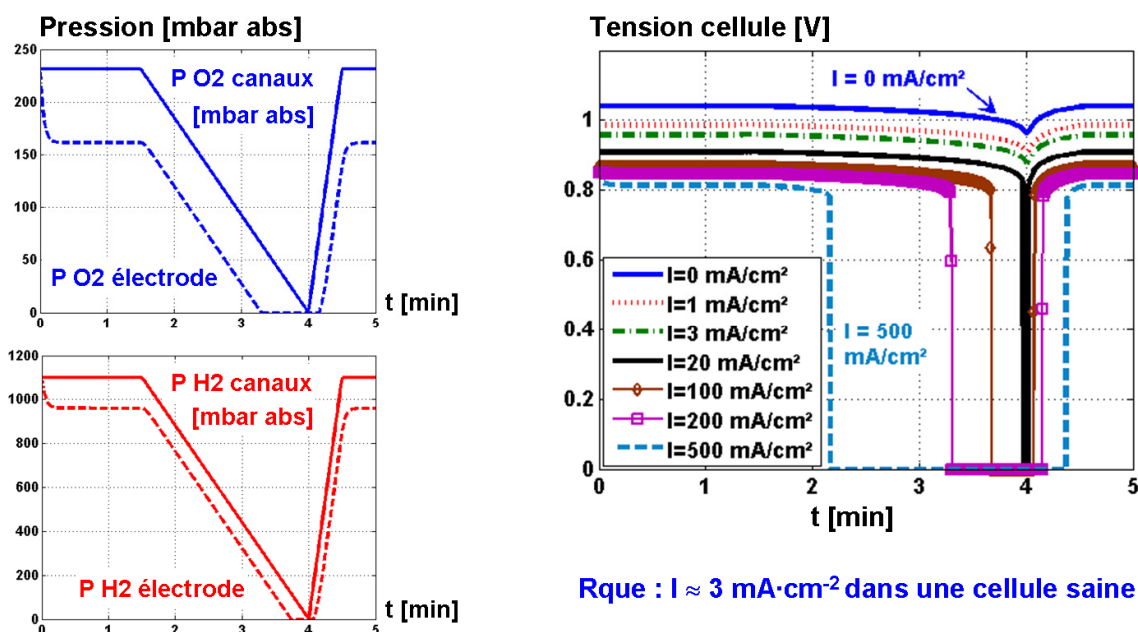 Pression [mbar abs]
250
200
150
100
50
0
P O2 canaux
[mbar abs]
P O2 électrode
t [min]
0 1 2 3 4 5
1200
1000
800
600
400
200
0
P H2 canaux
[mbar abs]
P H2 électrode
t [min]
0 1 2 3 4 5
Tension cellule [V]
I = 0 mA/cm²
1
0.8
0.6
0.4
0.2
0
I=0 mA/cm²
I=1 mA/cm²
I=3 mA/cm²
I=20 mA/cm²
I=100 mA/cm²
I=200 mA/cm²
I=500 mA/cm²
I = 500
mA/cm²
0 1 2 3 4 5
t [min]
Rque : I ≈ 3 mA·cm-² dans une cellule saine